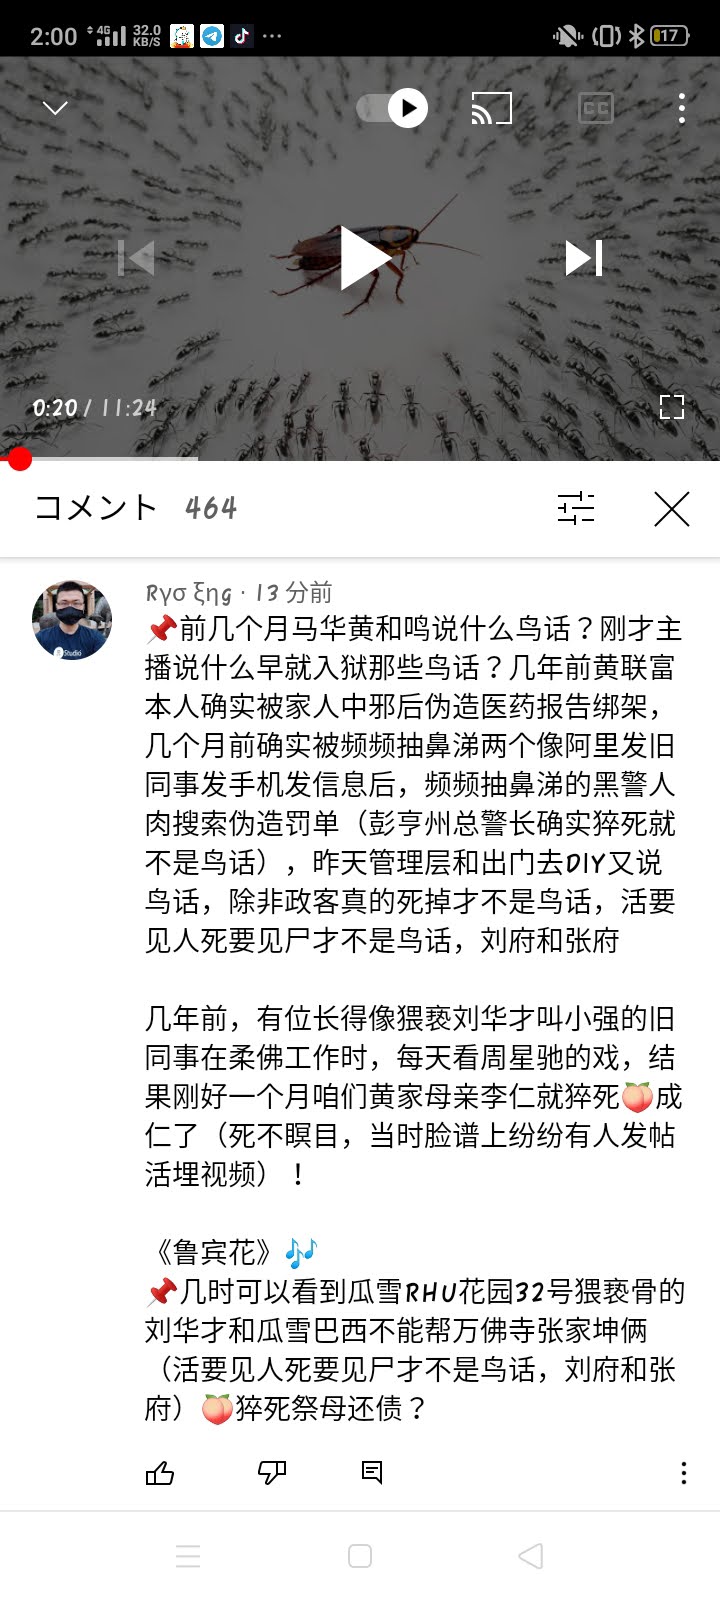 2:00 4G 32.0 KB/S ... 17
CC
0:20 / 11:24
コメント 464
Rγσ ξηg · 13 分前
📌前几个月马华黄和鸣说什么鸟话？刚才主
播说什么早就入狱那些鸟话？几年前黄联富
本人确实被家人中邪后伪造医药报告绑架，
几个月前确实被频频抽鼻涕两个像阿里发旧
同事发手机发信息后，频频抽鼻涕的黑警人
肉搜索伪造罚单（彭亨州总警长确实猝死就
不是鸟话），昨天管理层和出门去DIY又说
鸟话，除非政客真的死掉才不是鸟话，活要
见人死要见尸才不是鸟话，刘府和张府
几年前，有位长得像猥亵刘华才叫小强的旧
同事在柔佛工作时，每天看周星驰的戏，结
果刚好一个月咱们黄家母亲李仁就猝死🍑成
仁了（死不瞑目，当时脸谱上纷纷有人发帖
活埋视频）！
《鲁宾花》🎶
📌几时可以看到瓜雪RHU花园32号猥亵骨的
刘华才和瓜雪巴西不能帮万佛寺张家坤俩
（活要见人死要见尸才不是鸟话，刘府和张
府）🍑猝死祭母还债？